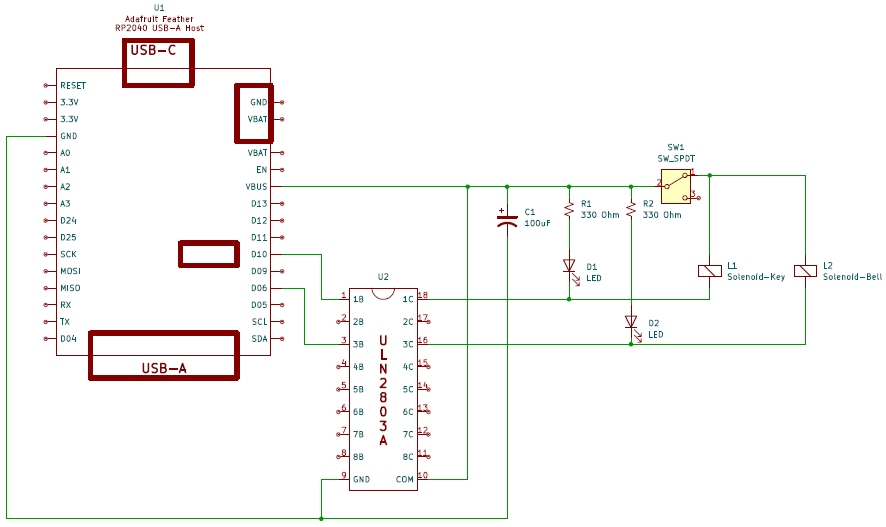 U1
Adafruit Feather
RP2040 USB-A Host
USB-C
RESET
3.3V
3.3V
GND
A0
A1
A2
A3
D24
D25
SCK
MOSI
MISO
RX
TX
D04
GND
VBAT
VBAT
EN
VBUS
D13
D12
D11
D10
D09
D06
D05
SCL
SDA
USB-A
U2
1 1B
2 2B
3 3B
4 4B
5 5B
6 6B
7 7B
8 8B
9 GND
ULN2803A
1C 18
2C 17
3C 16
4C 15
5C 14
6C 13
7C 12
8C 11
COM 10
+
C1
100uF
R1
330 Ohm
R2
330 Ohm
D1
LED
D2
LED
SW1
SW_SPDT
1
2
3
L1
Solenoid-Key
L2
Solenoid-Bell